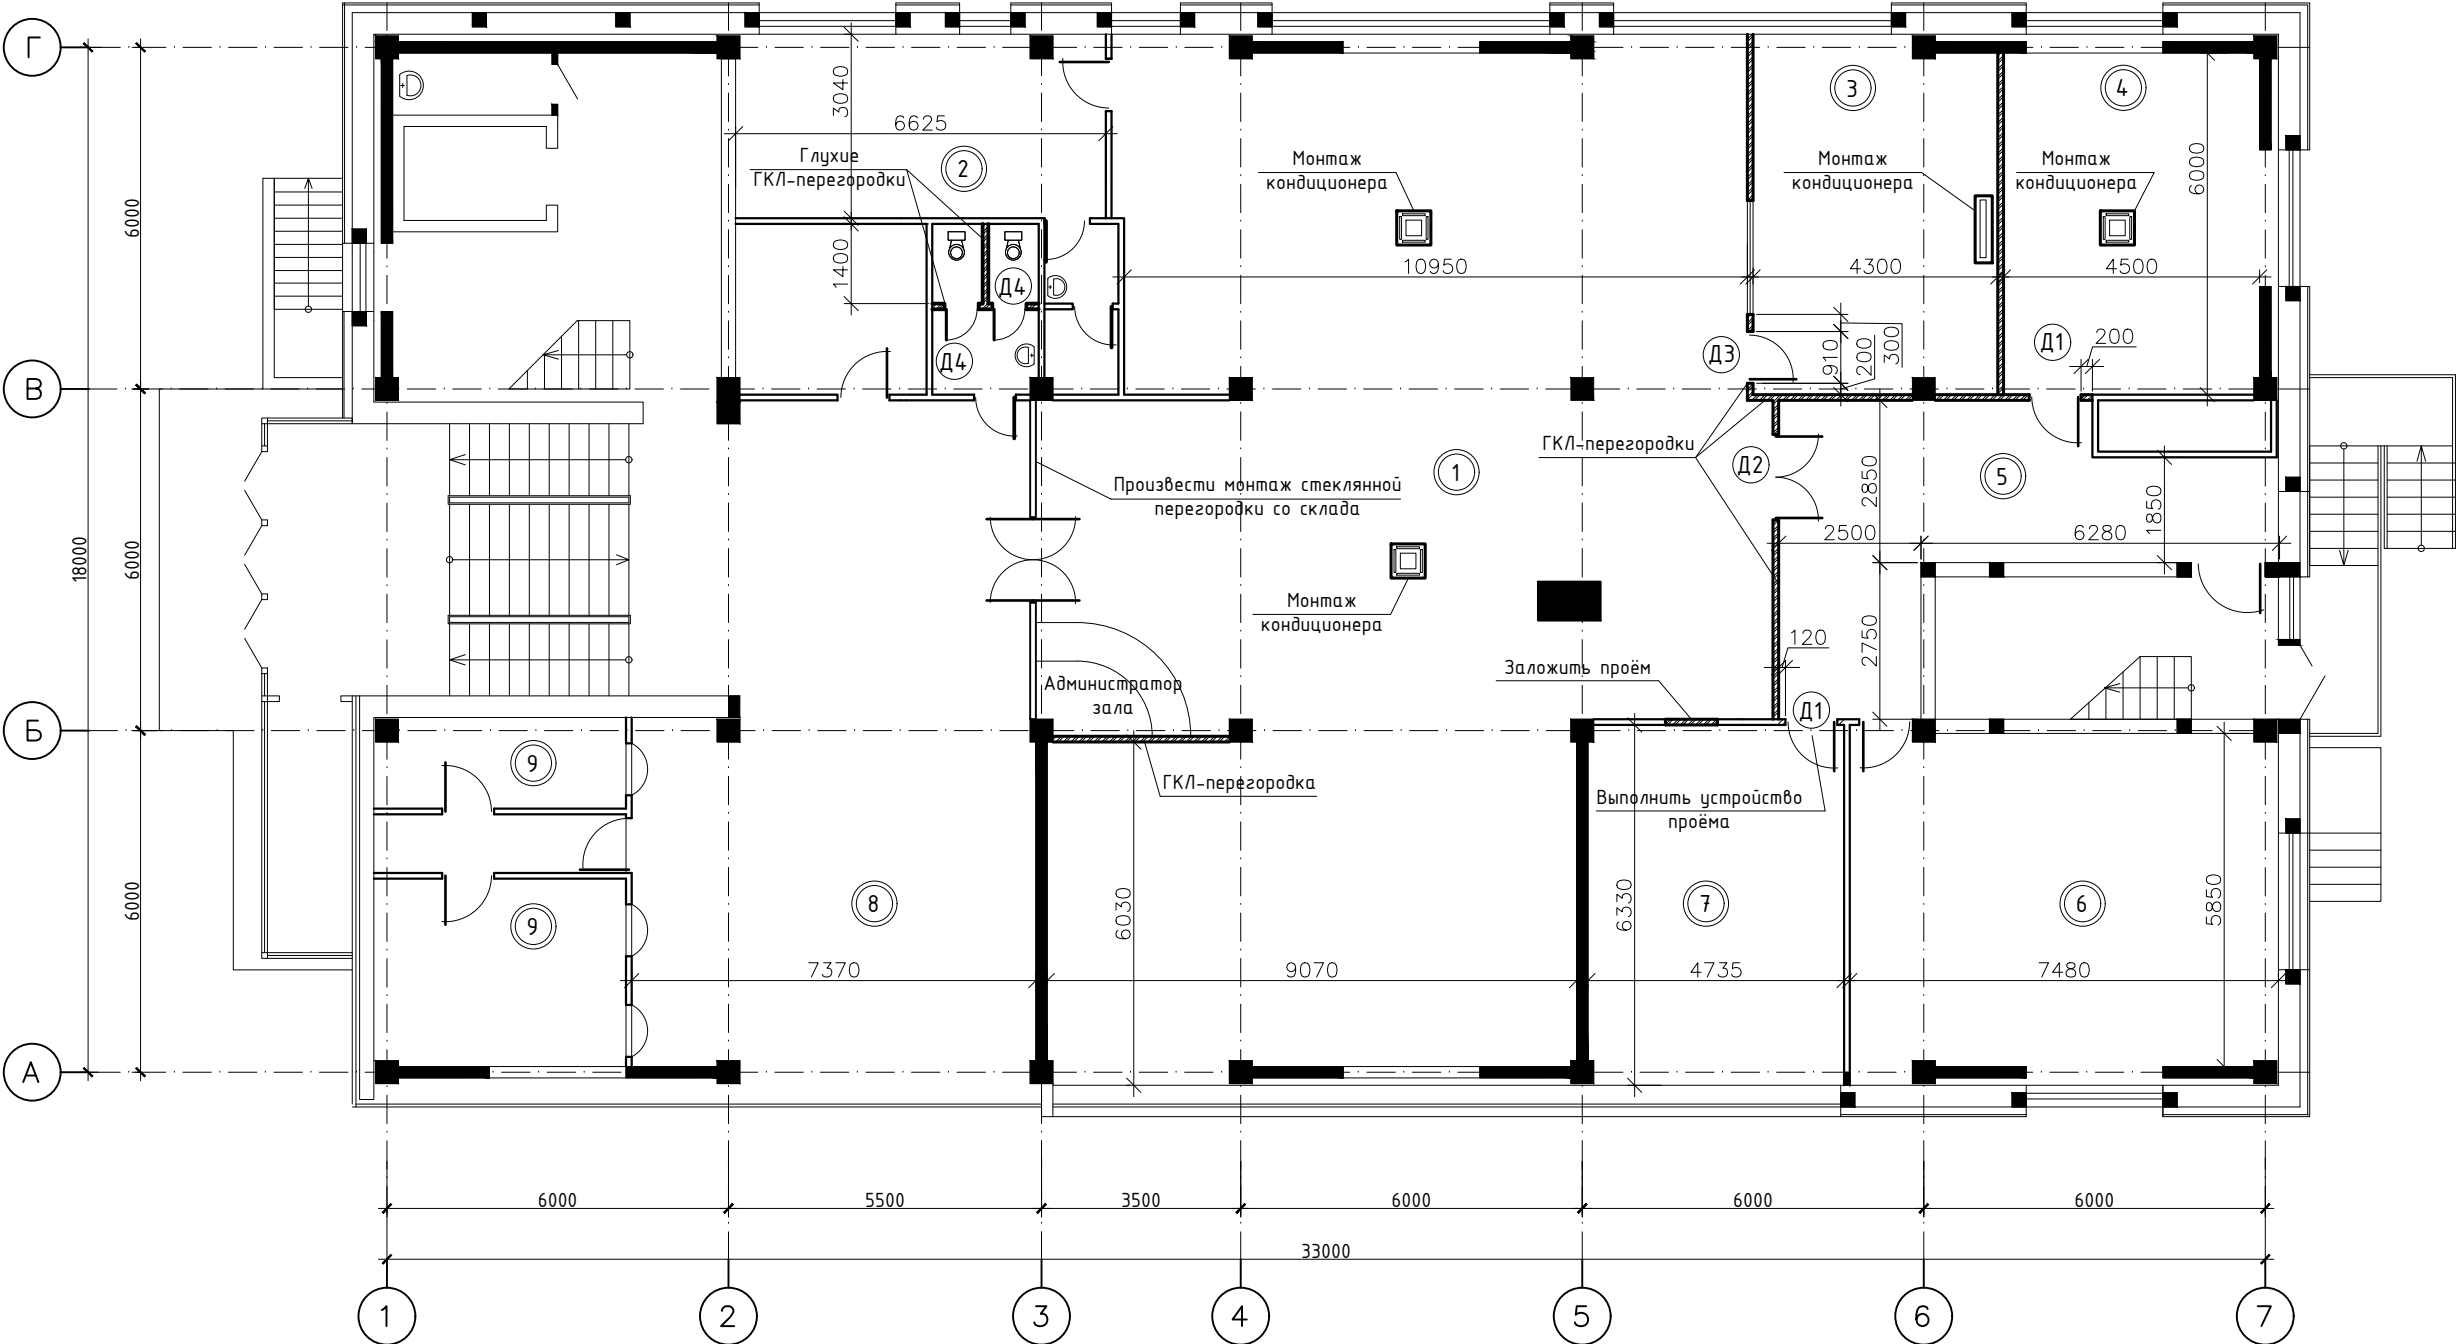 Г
3040
6625
Глухие
ГКЛ-перегородки
2
Монтаж
кондиционера
3
Монтаж
кондиционера
4
Монтаж
кондиционера
6000
6000
1400
Д4
Д4
10950
4300
4500
Д3
910
200
300
Д1
200
В
18000
6000
Произвести монтаж стеклянной
перегородки со склада
1
ГКЛ-перегородки
Д2
2850
5
1850
2500
6280
Монтаж
кондиционера
120
2750
Администратор
зала
Заложить проём
Д1
Б
9
ГКЛ-перегородка
Выполнить устройство
проёма
6000
9
8
6030
6330
7
6
5850
7370
9070
4735
7480
А
6000
5500
3500
6000
6000
6000
33000
1
2
3
4
5
6
7